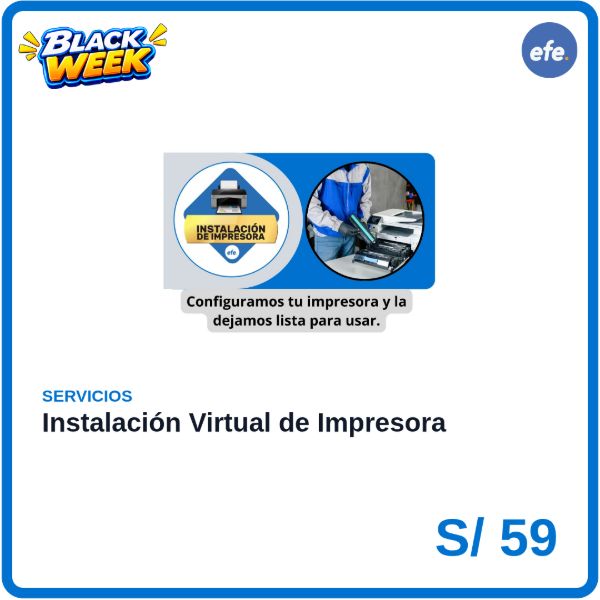 BLACK
WEEK
efe.
INSTALACIÓN
DE IMPRESORA
efe.
Configuramos tu impresora y la
dejamos lista para usar.
SERVICIOS
Instalación Virtual de Impresora
S/ 59